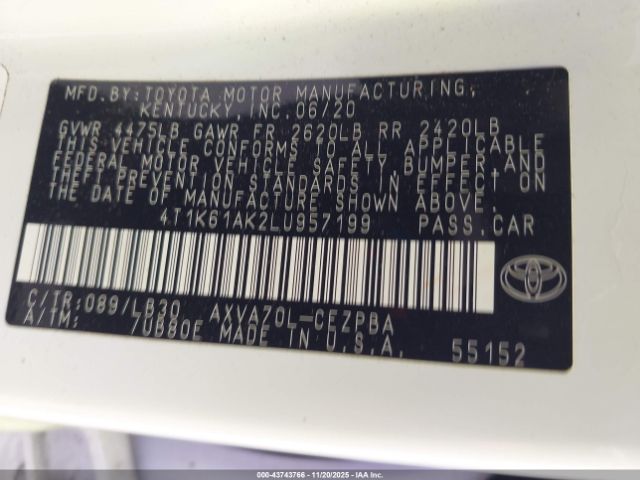 MFD.BY:TOYOTA MOTOR MANUFACTURING,
KENTUCKY, INC.06/20
GVWR 4475LB GAWR FR 2620LB RR 2420LB
THIS VEHICLE CONFORMS TO ALL APPLICABLE
FEDERAL MOTOR VEHICLE SAFETY,BUMPER,AND
THEFT PREVENTION STANDARDS IN EFFECT ON
THE DATE OF MANUFACTURE SHOWN ABOVE.
4T1K61AK2LU957199 PASS.CAR
C/TR:089/LB30 AXVA70L-CEZPBA
A/TM: /UB80E MADE IN U.S.A. 55152
000-43743766 - 11/20/2025 - IAA Inc.